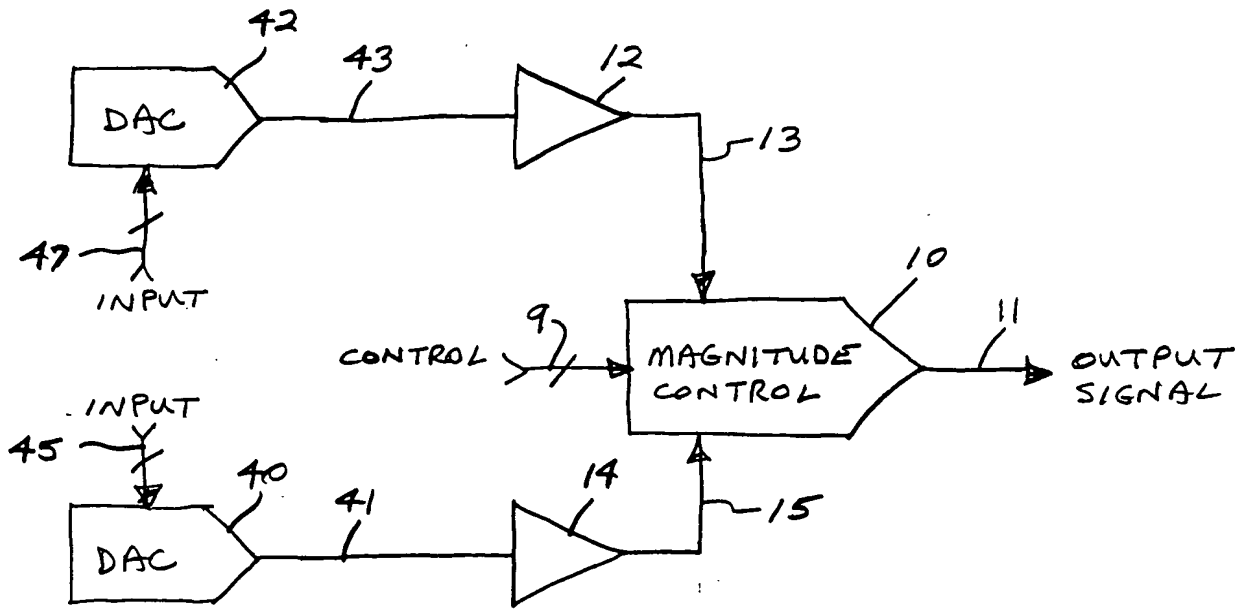 42
43
12
DAC
13
47
INPUT
10
9
11
CONTROL
MAGNITUDE
CONTROL
OUTPUT
SIGNAL
INPUT
45
40
41
14
15
DAC